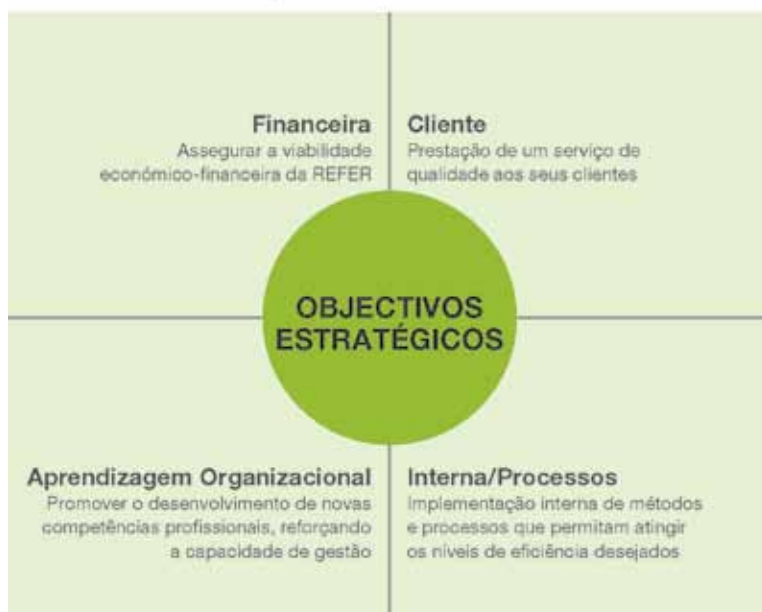 Financeira
Assegurar a viabilidade
económico-financeira da REFER
Cliente
Prestação de um serviço de
qualidade aos seus clientes
OBJECTIVOS
ESTRATÉGICOS
Aprendizagem Organizacional
Promover o desenvolvimento de novas
competências profissionais, reforçando
a capacidade de gestão
Interna/Processos
Implementação interna de métodos
e processos que permitam atingir
os níveis de eficiência desejados